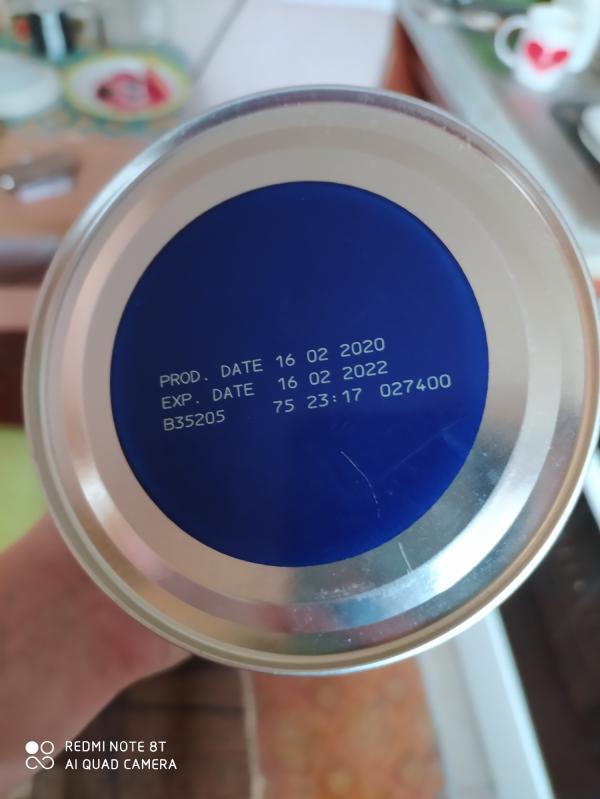 PROD. DATE 16 02 2020
EXP. DATE 16 02 2022
B35205 75 23:17 027400
REDMI NOTE 8T
AI QUAD CAMERA